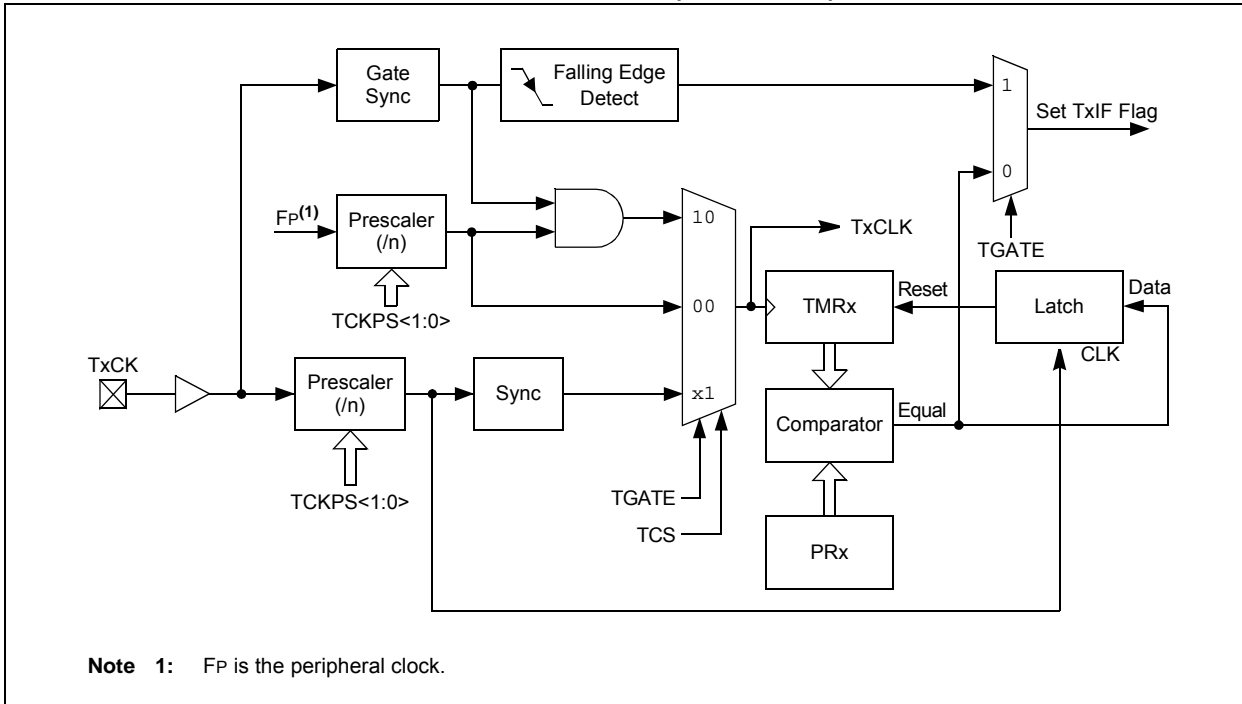 Gate
Sync
Falling Edge
Detect
1
Set TxIF Flag
0
FP(1)
Prescaler
(/n)
10
TxCLK
TGATE
TCKPS<1:0>
00
TMRx
Reset
Latch
Data
CLK
TxCK
Prescaler
(/n)
Sync
x1
Comparator
Equal
TCKPS<1:0>
TGATE
TCS
PRx
Note 1: FP is the peripheral clock.